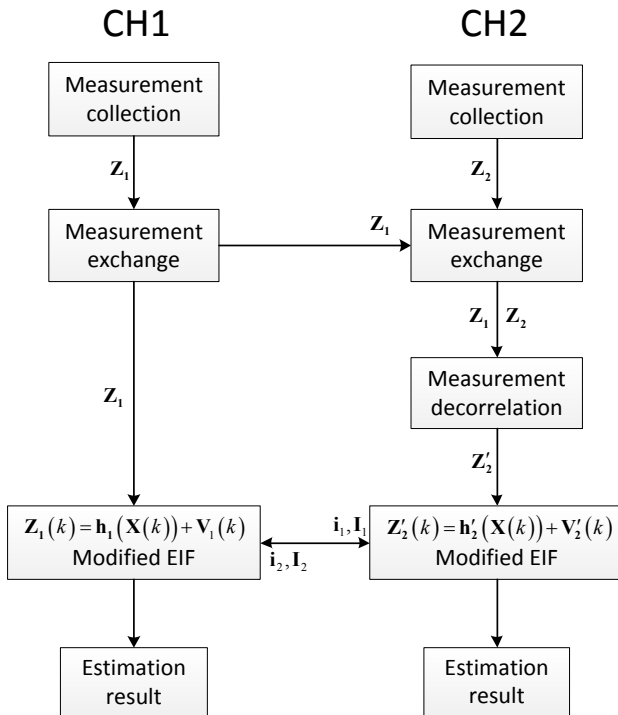 CH1
CH2
Measurement
collection
Measurement
collection
Z₁
Z₂
Measurement
exchange
Z₁
Measurement
exchange
Z₁
Z₂
Z₁
Measurement
decorrelation
Z′₂
Z₁(k) = h₁(X(k)) + V₁(k)
Modified EIF
i₁, I₁
i₂, I₂
Z′₂(k) = h′₂(X(k)) + V′₂(k)
Modified EIF
Estimation
result
Estimation
result